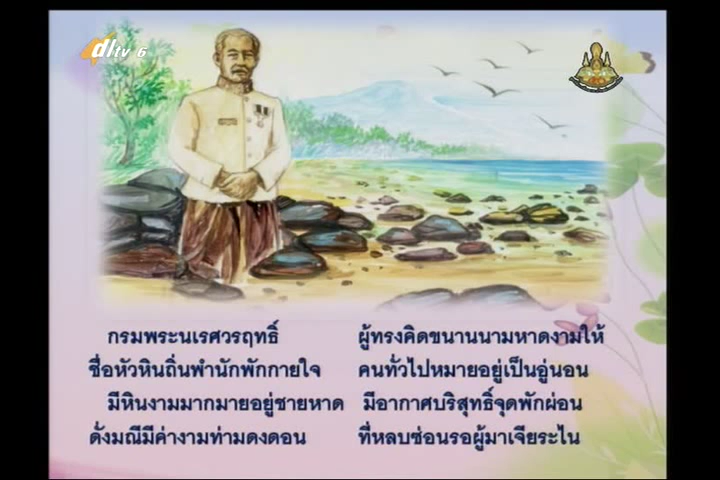 dltv 6
กรมพระนเรศวรฤทธิ์ ผู้ทรงคิดขนานนามหาดงามให้
ชื่อหัวหินถิ่นพำนักพักกายใจ คนทั่วไปหมายอยู่เป็นอู่นอน
มีหินงามมากมายอยู่ชายหาด มีอากาศบริสุทธิ์จุดพักผ่อน
ดั่งมณีมีค่างามท่ามดงดอน ที่หลบซ่อนรอผู้มาเจียระไน